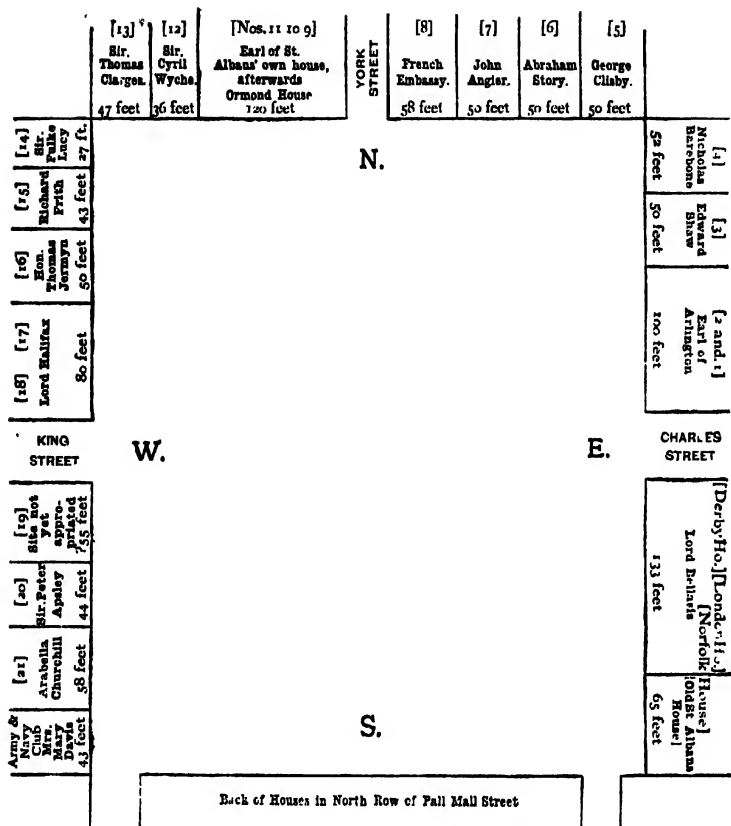 [13]
Sir.
Thomas
Clarges.
47 feet
[12]
Sir.
Cyril
Wyche.
36 feet
[Nos. 11 to 9]
Earl of St.
Albans' own house,
afterwards
Ormond House
120 feet
YORK
STREET
[8]
French
Embassy.
58 feet
[7]
John
Angier.
50 feet
[6]
Abraham
Story.
50 feet
[5]
George
Clisby.
50 feet
[14]
Sir.
Fulke
Lucy
27 ft.
[15]
Richard
Frith
43 feet
[16]
Hon.
Thomas
Jermyn
50 feet
[18] [17]
Lord Halifax
80 feet
KING
STREET
[19]
Site not
yet
appro-
priated
?55 feet
[20]
Sir. Peter
Apsley
44 feet
[21]
Arabella
Churchill
58 feet
Army &
Navy
Club
Mrs.
Mary
Davis
43 feet
N.
W.
E.
S.
Nicholas
Barebone
52 feet
[3]
Edward
Shaw
50 feet
[2 and 1]
Earl of
Arlington
100 feet
CHARLES
STREET
[Derby Ho.] [London Ho.]
[Norfolk House]
Lord Bellasis
133 feet
[Old St Albans
House]
65 feet
Back of Houses in North Row of Pall Mall Street